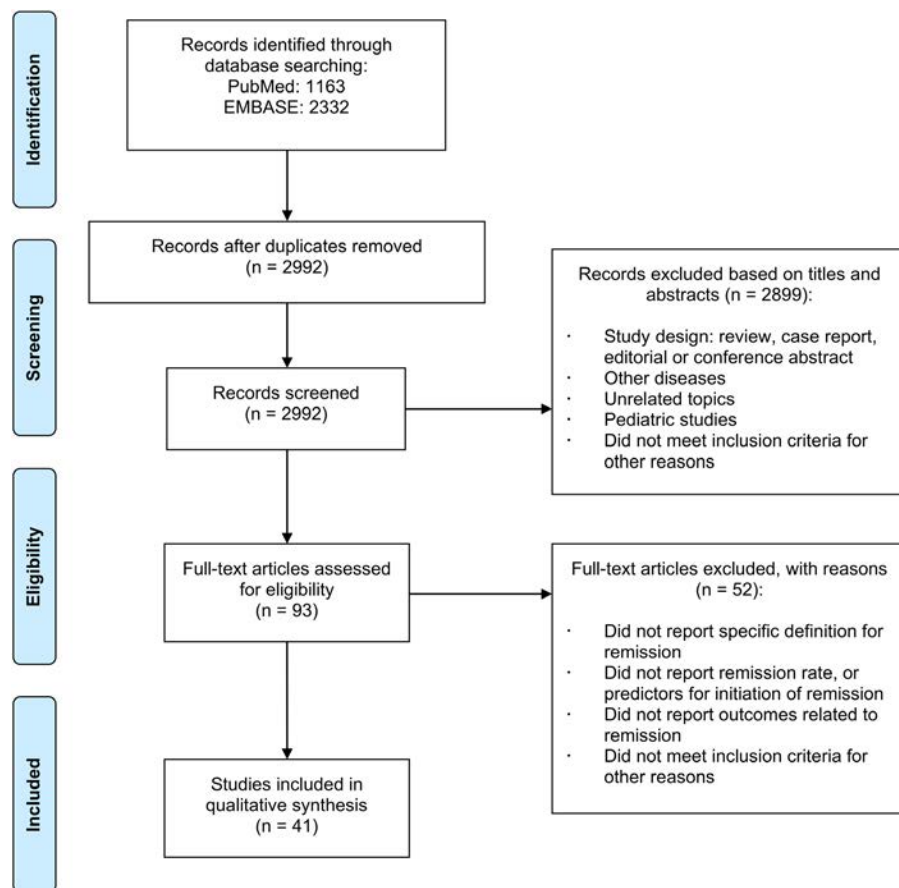 Identification
Records identified through
database searching:
PubMed: 1163
EMBASE: 2332
Records after duplicates removed
(n = 2992)
Screening
Records screened
(n = 2992)
Records excluded based on titles and
abstracts (n = 2899):
· Study design: review, case report,
editorial or conference abstract
· Other diseases
· Unrelated topics
· Pediatric studies
· Did not meet inclusion criteria for
other reasons
Eligibility
Full-text articles assessed
for eligibility
(n = 93)
Full-text articles excluded, with reasons
(n = 52):
· Did not report specific definition for
remission
· Did not report remission rate, or
predictors for initiation of remission
· Did not report outcomes related to
remission
· Did not meet inclusion criteria for
other reasons
Included
Studies included in
qualitative synthesis
(n = 41)